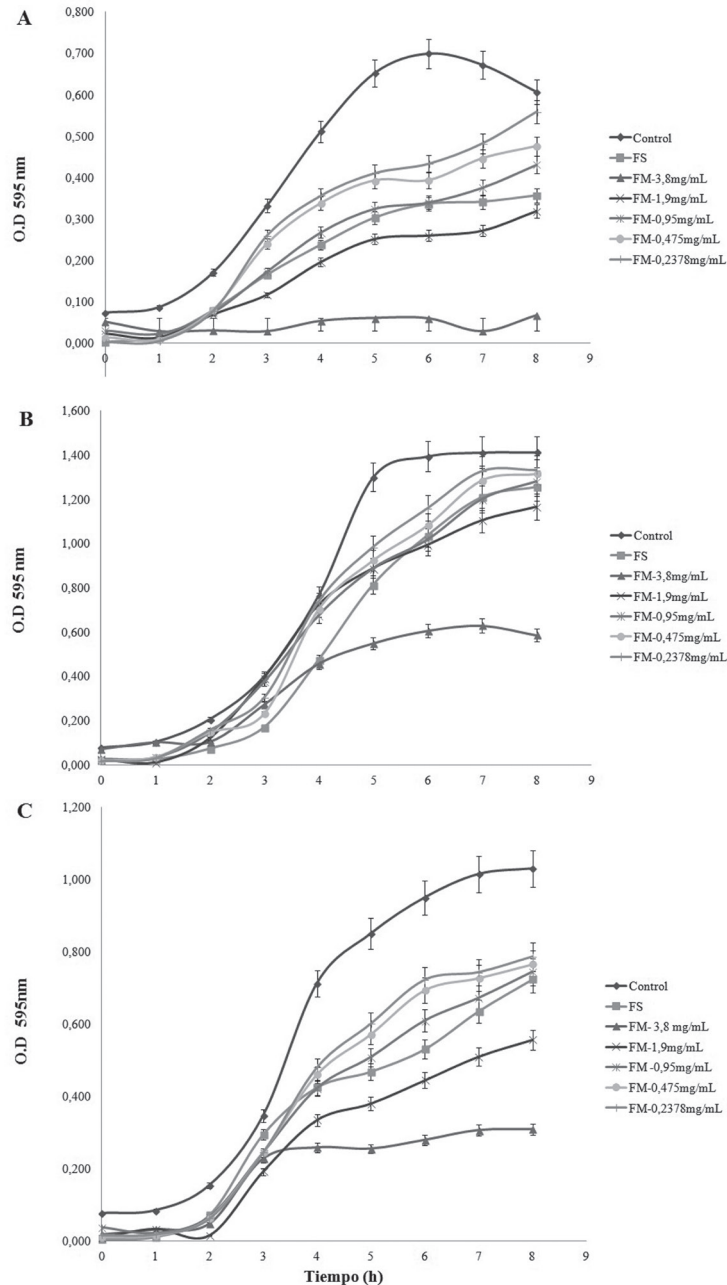 A
0,800
0,700
0,600
0,500
0,400
0,300
0,200
0,100
0,000
O.D 595 nm
0 1 2 3 4 5 6 7 8 9
Control
FS
FM-3,8mg/mL
FM-1,9mg/mL
FM-0,95mg/mL
FM-0,475mg/mL
FM-0,2378mg/mL
B
1,600
1,400
1,200
1,000
0,800
0,600
0,400
0,200
0,000
O.D 595 nm
0 1 2 3 4 5 6 7 8 9
Control
FS
FM-3,8mg/mL
FM-1,9mg/mL
FM-0,95mg/mL
FM-0,475mg/mL
FM-0,2378mg/mL
C
1,200
1,000
0,800
0,600
0,400
0,200
0,000
O.D 595nm
0 1 2 3 4 5 6 7 8 9
Tiempo (h)
Control
FS
FM- 3,8 mg/mL
FM-1,9mg/mL
FM -0,95mg/mL
FM-0,475mg/mL
FM-0,2378mg/mL